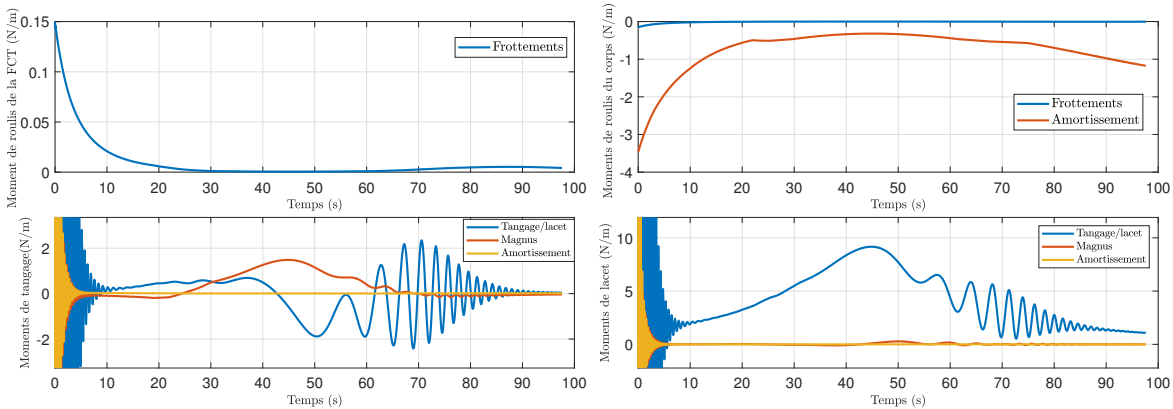 Moment de roulis de la FCT (N/m)
0.15
0.1
0.05
0
Frottements
0 10 20 30 40 50 60 70 80 90 100
Temps (s)
Moments de roulis du corps (N/m)
0
-1
-2
-3
-4
Frottements
Amortissement
0 10 20 30 40 50 60 70 80 90 100
Temps (s)
Moments de tangage(N/m)
2
0
-2
Tangage/lacet
Magnus
Amortissement
0 10 20 30 40 50 60 70 80 90 100
Temps (s)
Moments de lacet (N/m)
10
5
0
Tangage/lacet
Magnus
Amortissement
0 10 20 30 40 50 60 70 80 90 100
Temps (s)